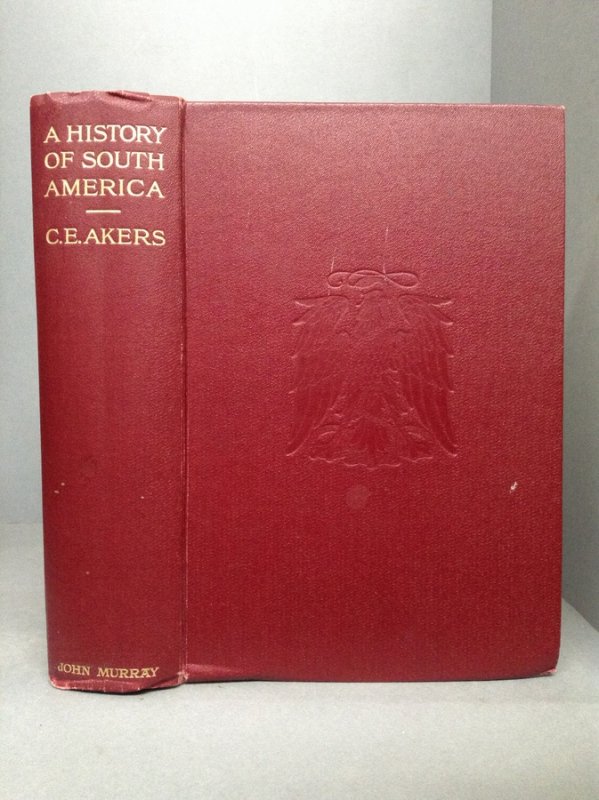 A HISTORY
OF SOUTH
AMERICA
C.E.AKERS
JOHN MURRAY